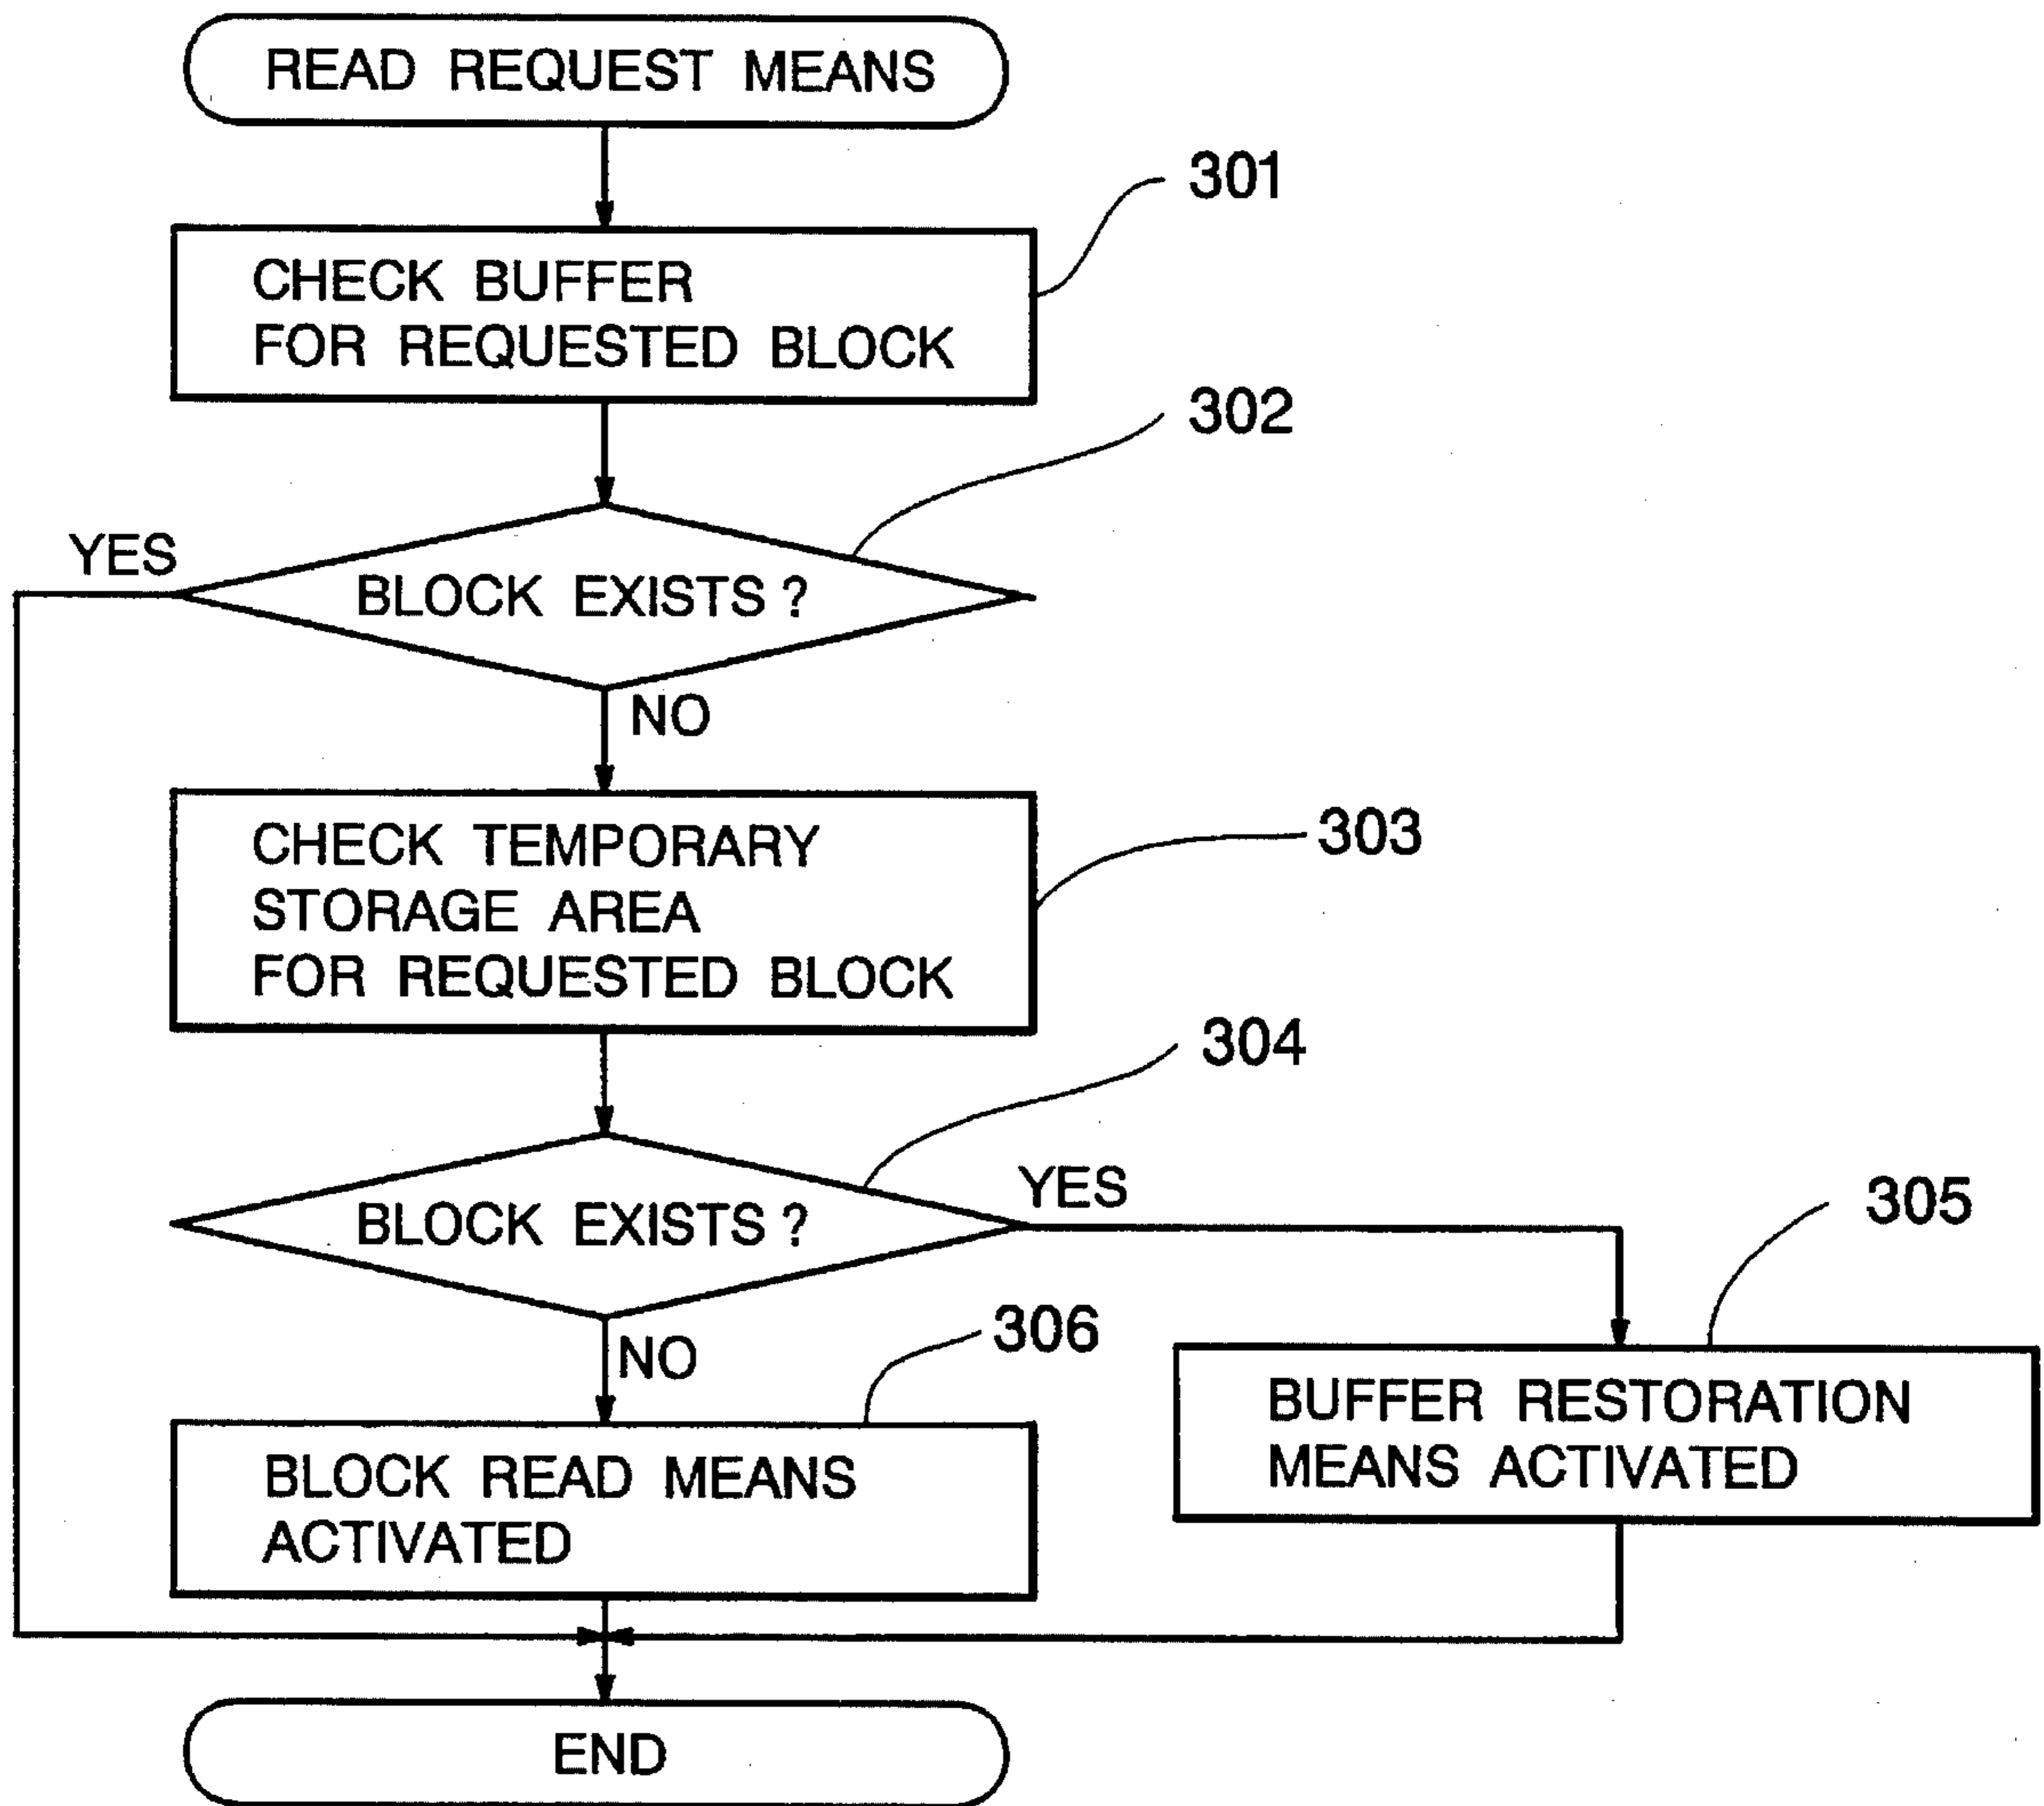 READ REQUEST MEANS
301
CHECK BUFFER
FOR REQUESTED BLOCK
302
YES
BLOCK EXISTS ?
NO
CHECK TEMPORARY
STORAGE AREA
FOR REQUESTED BLOCK
303
304
YES
BLOCK EXISTS ?
305
NO
306
BUFFER RESTORATION
MEANS ACTIVATED
BLOCK READ MEANS
ACTIVATED
END